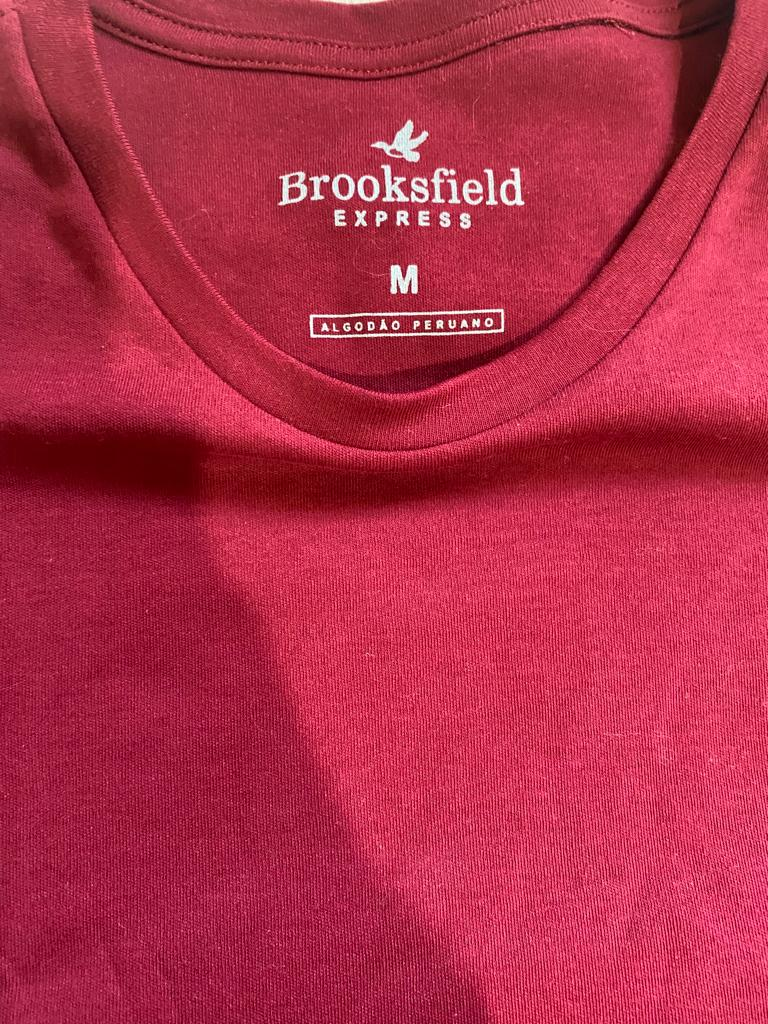 Brooksfield
EXPRESS
M
ALGODÃO PERUANO